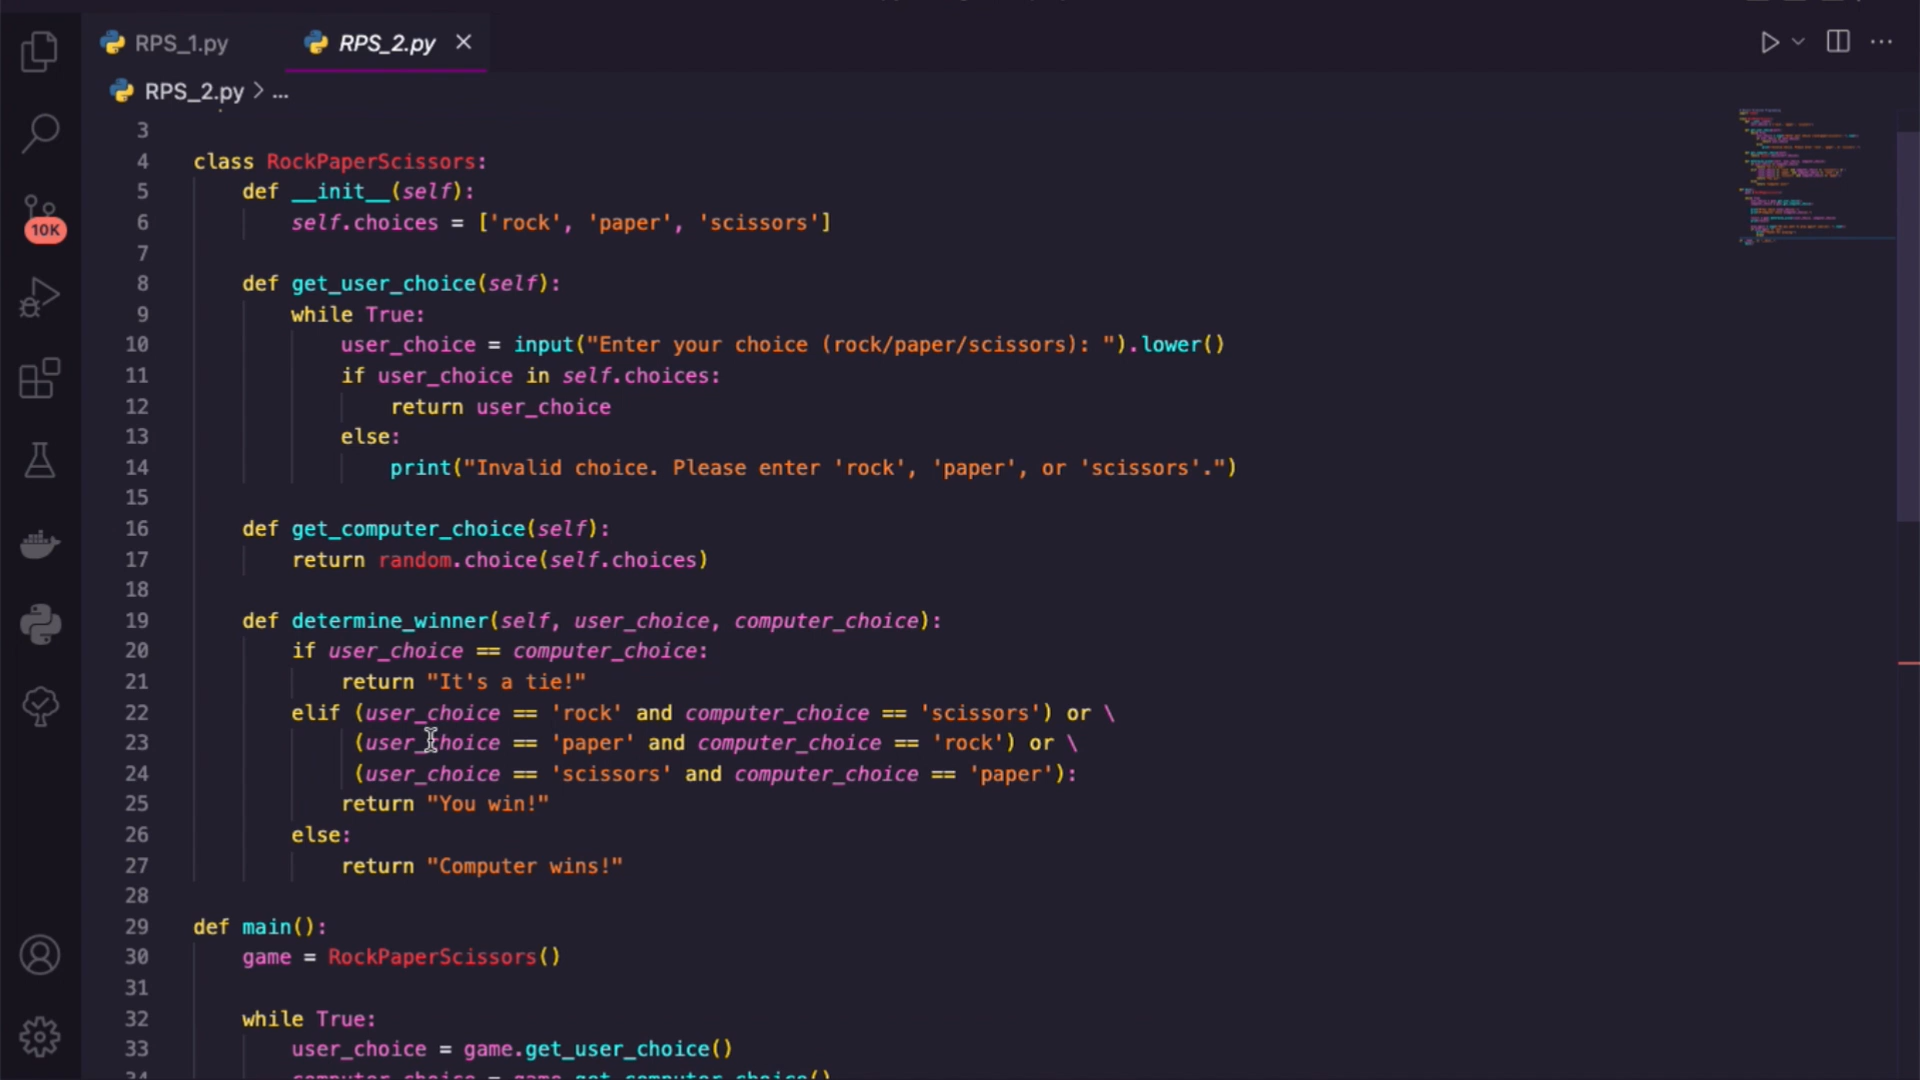 RPS_1.py
RPS_2.py
RPS_2.py > ...
10K
3
4 class RockPaperScissors:
5 def __init__(self):
6 self.choices = ['rock', 'paper', 'scissors']
7
8 def get_user_choice(self):
9 while True:
10 user_choice = input("Enter your choice (rock/paper/scissors): ").lower()
11 if user_choice in self.choices:
12 return user_choice
13 else:
14 print("Invalid choice. Please enter 'rock', 'paper', or 'scissors'.")
15
16 def get_computer_choice(self):
17 return random.choice(self.choices)
18
19 def determine_winner(self, user_choice, computer_choice):
20 if user_choice == computer_choice:
21 return "It's a tie!"
22 elif (user_choice == 'rock' and computer_choice == 'scissors') or \
23 (user_choice == 'paper' and computer_choice == 'rock') or \
24 (user_choice == 'scissors' and computer_choice == 'paper'):
25 return "You win!"
26 else:
27 return "Computer wins!"
28
29 def main():
30 game = RockPaperScissors()
31
32 while True:
33 user_choice = game.get_user_choice()
34 computer_choice = game.get_computer_choice()